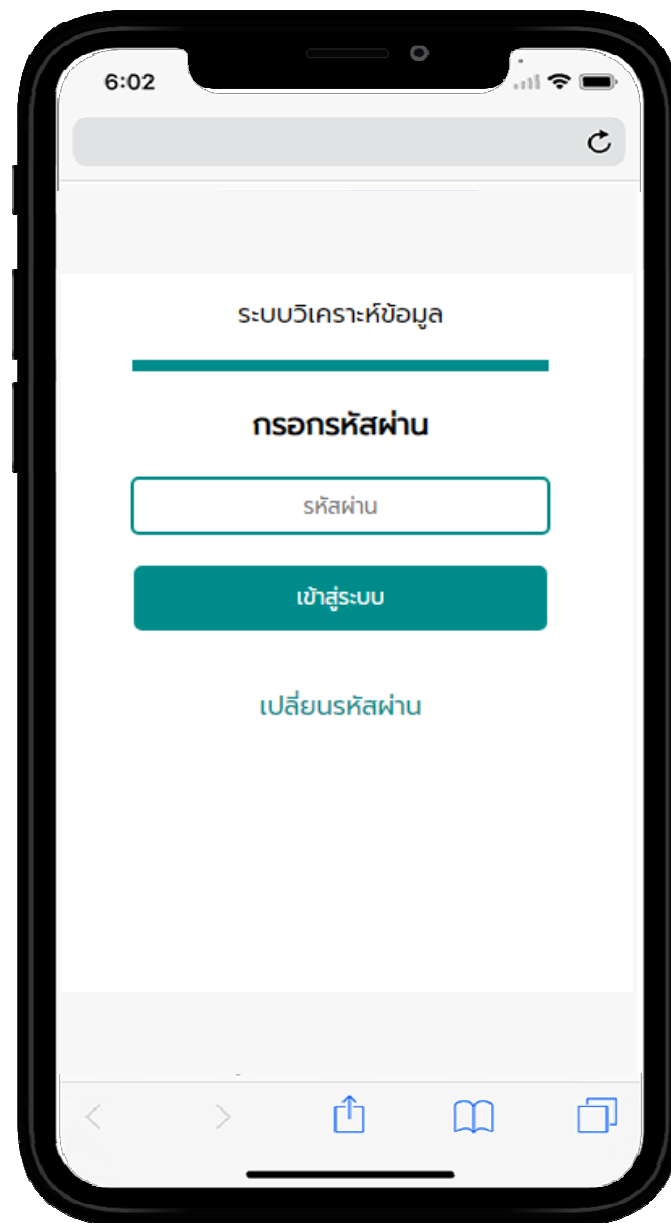 6:02
ระบบวิเคราะห์ข้อมูล
กรอกรหัสผ่าน
รหัสผ่าน
เข้าสู่ระบบ
เปลี่ยนรหัสผ่าน